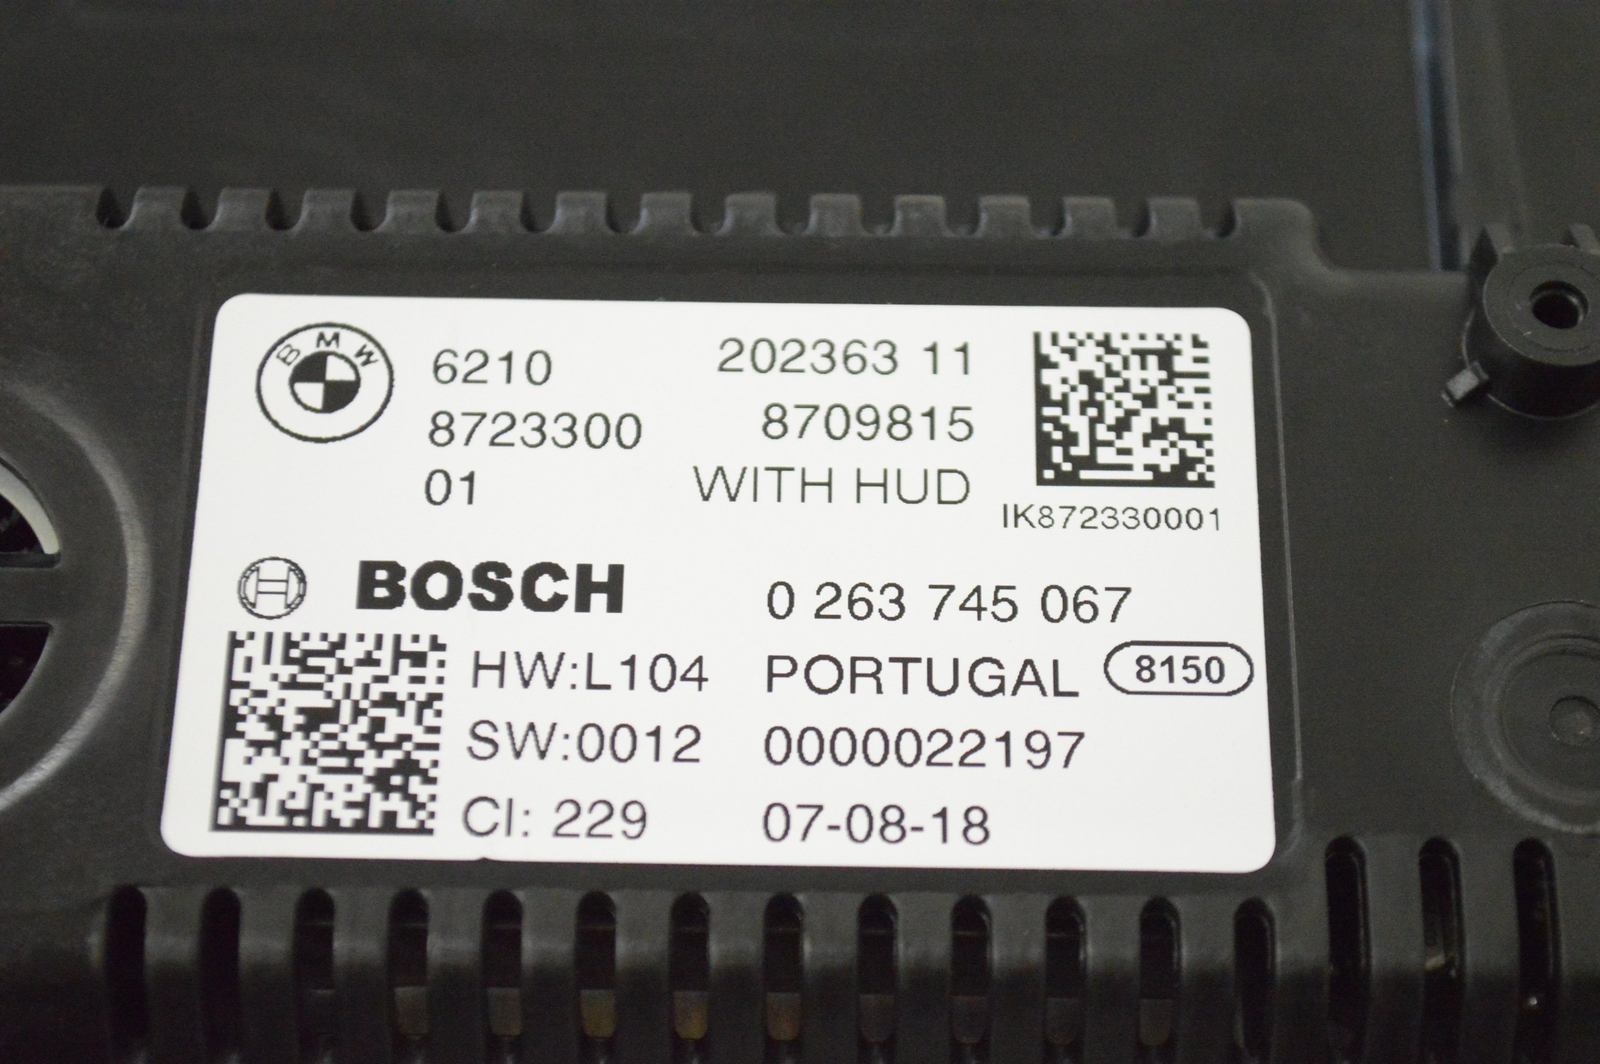 BMW
6210 202363 11
8723300 8709815
01 WITH HUD
IK872330001
BOSCH 0 263 745 067
HW:L104 PORTUGAL 8150
SW:0012 0000022197
CI: 229 07-08-18